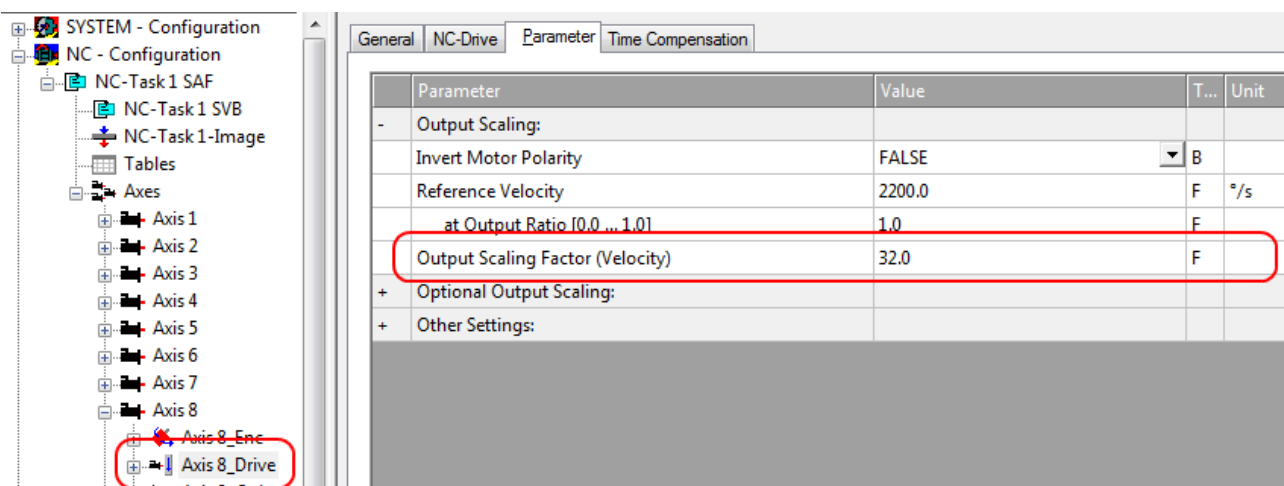 SYSTEM - Configuration
NC - Configuration
NC-Task 1 SAF
NC-Task 1 SVB
NC-Task 1-Image
Tables
Axes
Axis 1
Axis 2
Axis 3
Axis 4
Axis 5
Axis 6
Axis 7
Axis 8
Axis 8_Enc
Axis 8_Drive
General NC-Drive Parameter Time Compensation
Parameter Value T... Unit
- Output Scaling:
Invert Motor Polarity FALSE B
Reference Velocity 2200.0 F °/s
at Output Ratio [0.0 ... 1.0] 1.0 F
Output Scaling Factor (Velocity) 32.0 F
+ Optional Output Scaling:
+ Other Settings: